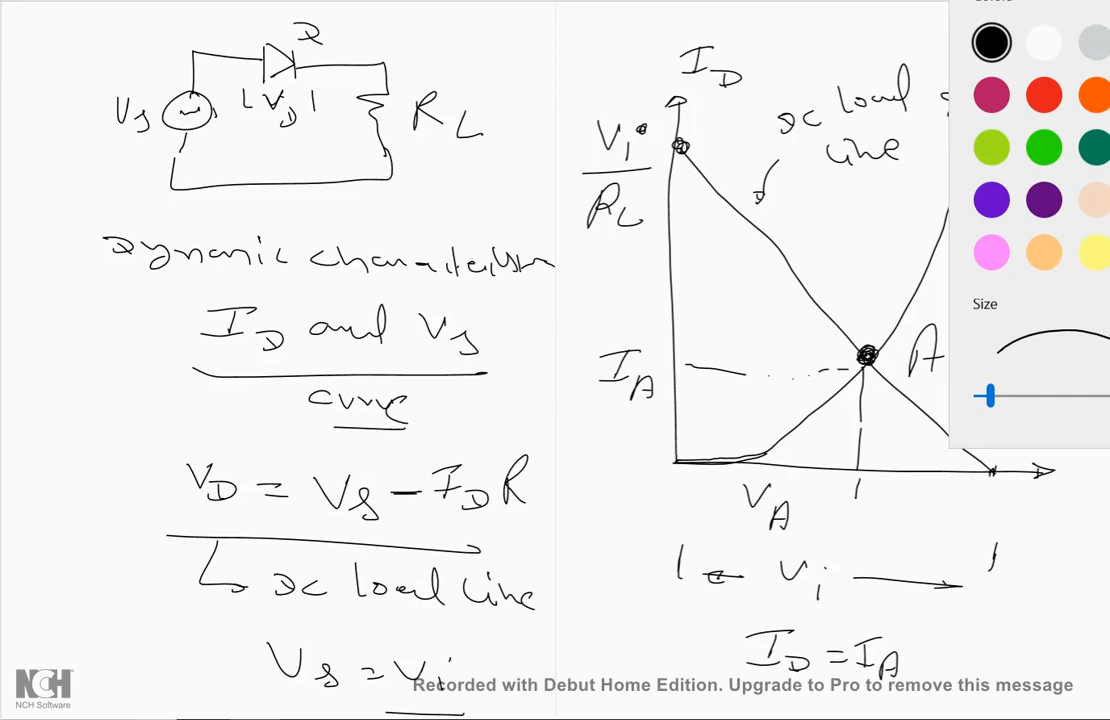 D
Vs
VD
RL
Dynamic
ID and Vs
curve
VD = Vs - IDR
DC load line
Vs = Vi
ID
Vi
RL
DC load
line
IA
A
VA
Vi
ID = IA
Size
NCH
NCH Software
Recorded with Debut Home Edition. Upgrade to Pro to remove this message